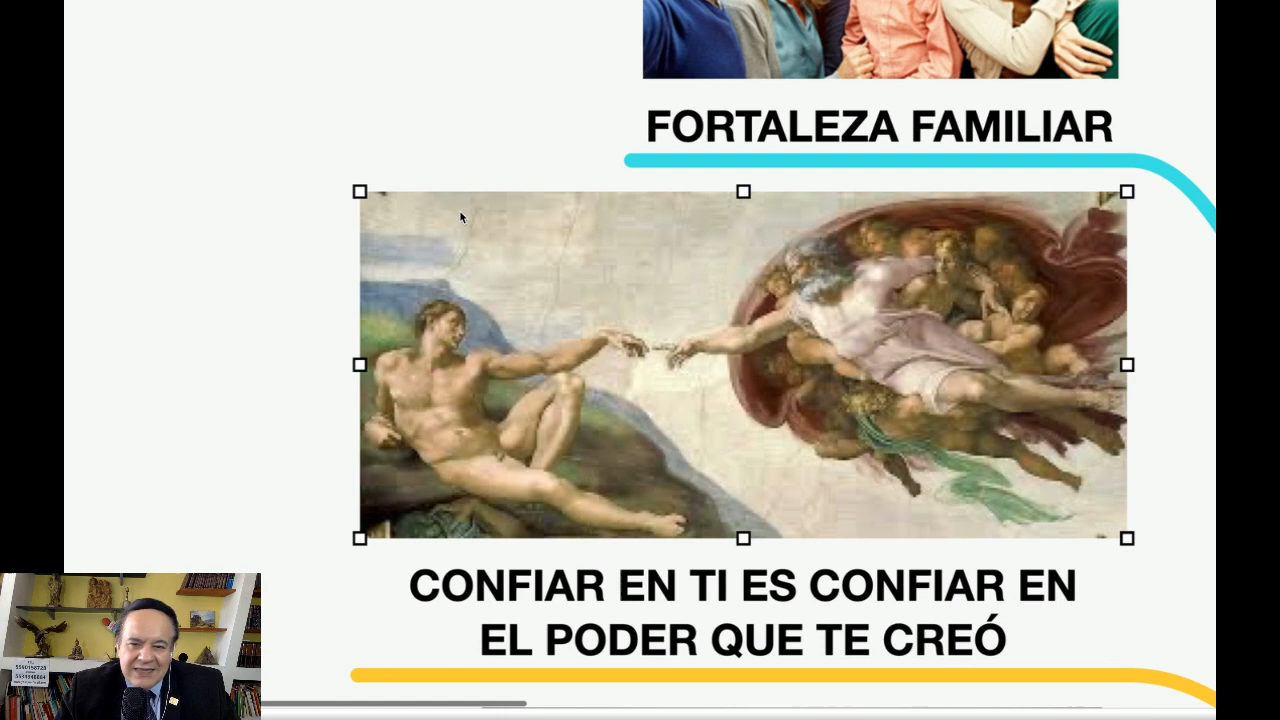 FORTALEZA FAMILIAR
CONFIAR EN TI ES CONFIAR EN
EL PODER QUE TE CREÓ